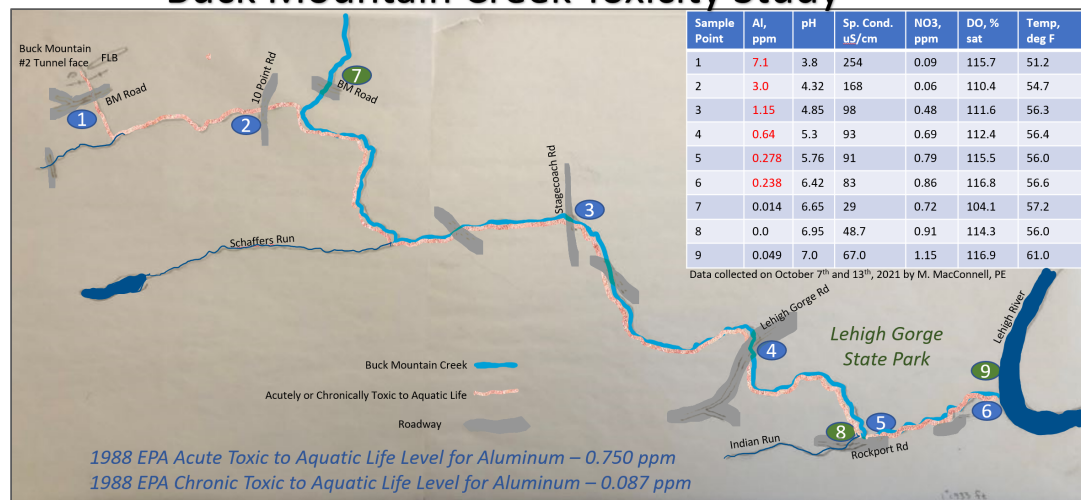 Buck Mountain Creek Toxicity Study
Buck Mountain
#2 Tunnel face
FLB
BM Road
1
10 Point Rd
2
7
BM Road
Stagecoach Rd
3
Schaffers Run
Lehigh Gorge Rd
4
Lehigh Gorge
State Park
Lehigh River
9
6
5
8
Rockport Rd
Indian Run
Buck Mountain Creek
Acutely or Chronically Toxic to Aquatic Life
Roadway
1988 EPA Acute Toxic to Aquatic Life Level for Aluminum – 0.750 ppm
1988 EPA Chronic Toxic to Aquatic Life Level for Aluminum – 0.087 ppm
Sample Point Al, ppm pH Sp. Cond. uS/cm NO3, ppm DO, % sat Temp, deg F
1 7.1 3.8 254 0.09 115.7 51.2
2 3.0 4.32 168 0.06 110.4 54.7
3 1.15 4.85 98 0.48 111.6 56.3
4 0.64 5.3 93 0.69 112.4 56.4
5 0.278 5.76 91 0.79 115.5 56.0
6 0.238 6.42 83 0.86 116.8 56.6
7 0.014 6.65 29 0.72 104.1 57.2
8 0.0 6.95 48.7 0.91 114.3 56.0
9 0.049 7.0 67.0 1.15 116.9 61.0
Data collected on October 7th and 13th, 2021 by M. MacConnell, PE